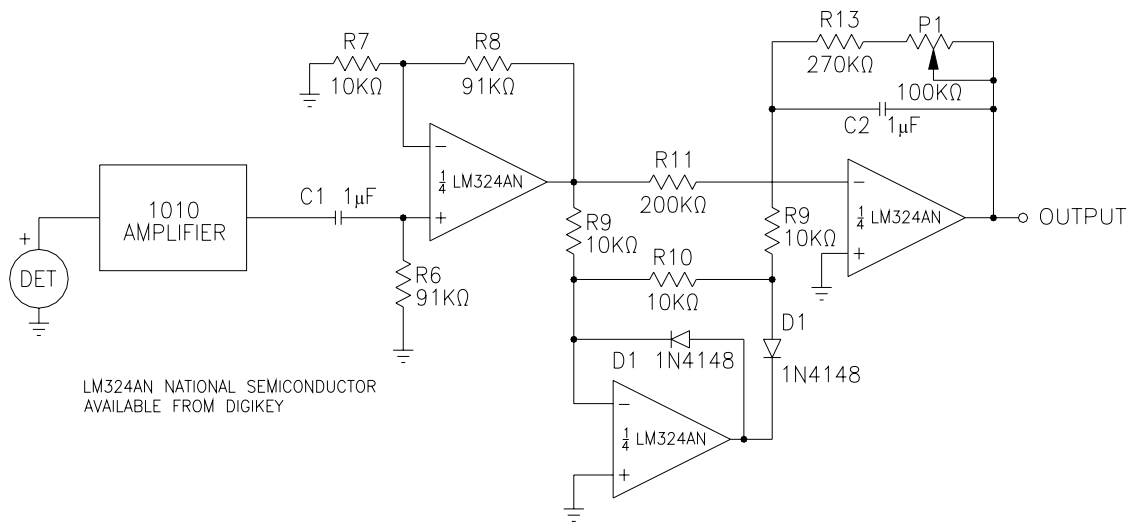 R13
P1
R7
R8
270KΩ
10KΩ
91KΩ
100KΩ
C2
1µF
−
1/4 LM324AN
+
R11
200KΩ
−
1/4 LM324AN
+
OUTPUT
C1
1µF
1010
AMPLIFIER
+
DET
R9
10KΩ
R9
10KΩ
R6
91KΩ
R10
10KΩ
D1
1N4148
D1
1N4148
−
1/4 LM324AN
+
LM324AN NATIONAL SEMICONDUCTOR
AVAILABLE FROM DIGIKEY